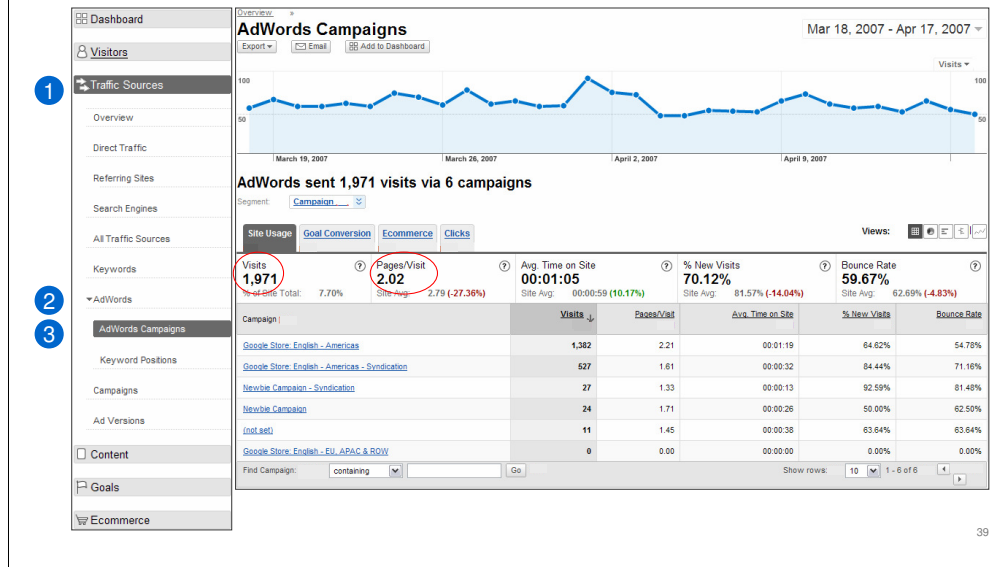 Dashboard
Visitors
1
Traffic Sources
Overview
Direct Traffic
Referring Sites
Search Engines
All Traffic Sources
Keywords
2
AdWords
3
AdWords Campaigns
Keyword Positions
Campaigns
Ad Versions
Content
Goals
Ecommerce
Overview »
AdWords Campaigns
Mar 18, 2007 - Apr 17, 2007
Export Email Add to Dashboard
Visits
100 100
50 50
March 19, 2007 March 26, 2007 April 2, 2007 April 9, 2007
AdWords sent 1,971 visits via 6 campaigns
Segment: Campaign
Site Usage Goal Conversion Ecommerce Clicks Views:
Visits ? Pages/Visit ? Avg. Time on Site ? % New Visits ? Bounce Rate ?
1,971 2.02 00:01:05 70.12% 59.67%
% of Site Total: 7.70% Site Avg: 2.79 (-27.36%) Site Avg: 00:00:59 (10.17%) Site Avg: 81.57% (-14.04%) Site Avg: 62.69% (-4.83%)
Campaign Visits Pages/Visit Avg. Time on Site % New Visits Bounce Rate
Google Store: English - Americas 1,382 2.21 00:01:19 64.62% 54.78%
Google Store: English - Americas - Syndication 527 1.61 00:00:32 84.44% 71.16%
Newbie Campaign - Syndication 27 1.33 00:00:13 92.59% 81.48%
Newbie Campaign 24 1.71 00:00:26 50.00% 62.50%
(not set) 11 1.45 00:00:38 63.64% 63.64%
Google Store: English - EU, APAC & ROW 0 0.00 00:00:00 0.00% 0.00%
Find Campaign: containing Go Show rows: 10 1 - 6 of 6
39